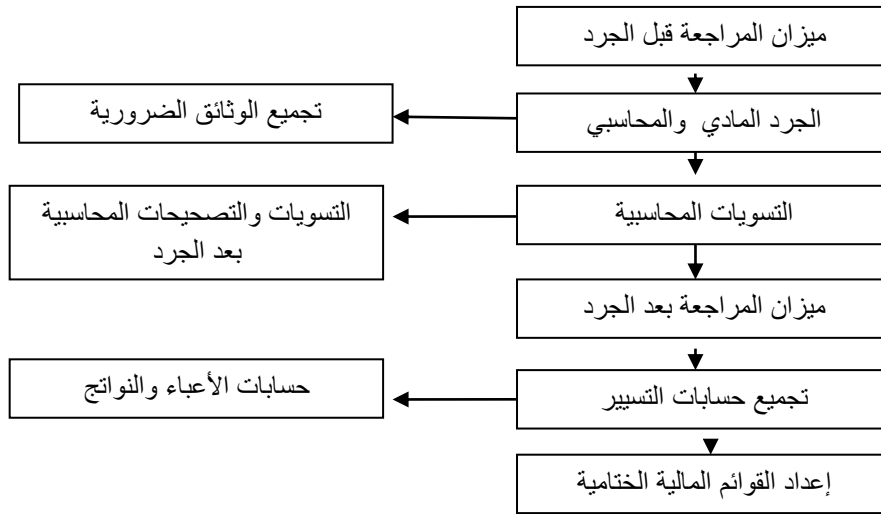 ميزان المراجعة قبل الجرد
الجرد المادي والمحاسبي
تجميع الوثائق الضرورية
التسويات المحاسبية
التسويات والتصحيحات المحاسبية
بعد الجرد
ميزان المراجعة بعد الجرد
تجميع حسابات التسيير
حسابات الأعباء والنواتج
إعداد القوائم المالية الختامية